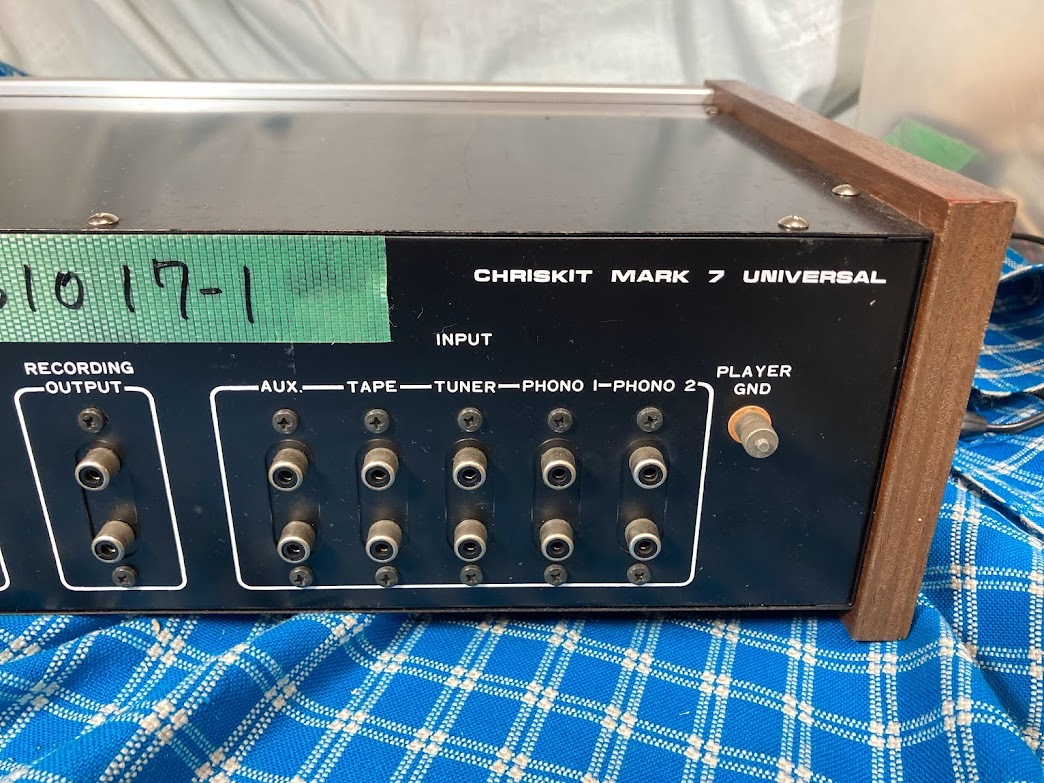 CHRISKIT MARK 7 UNIVERSAL
1017-1
INPUT
RECORDING
OUTPUT
AUX. TAPE TUNER PHONO 1 PHONO 2
PLAYER
GND